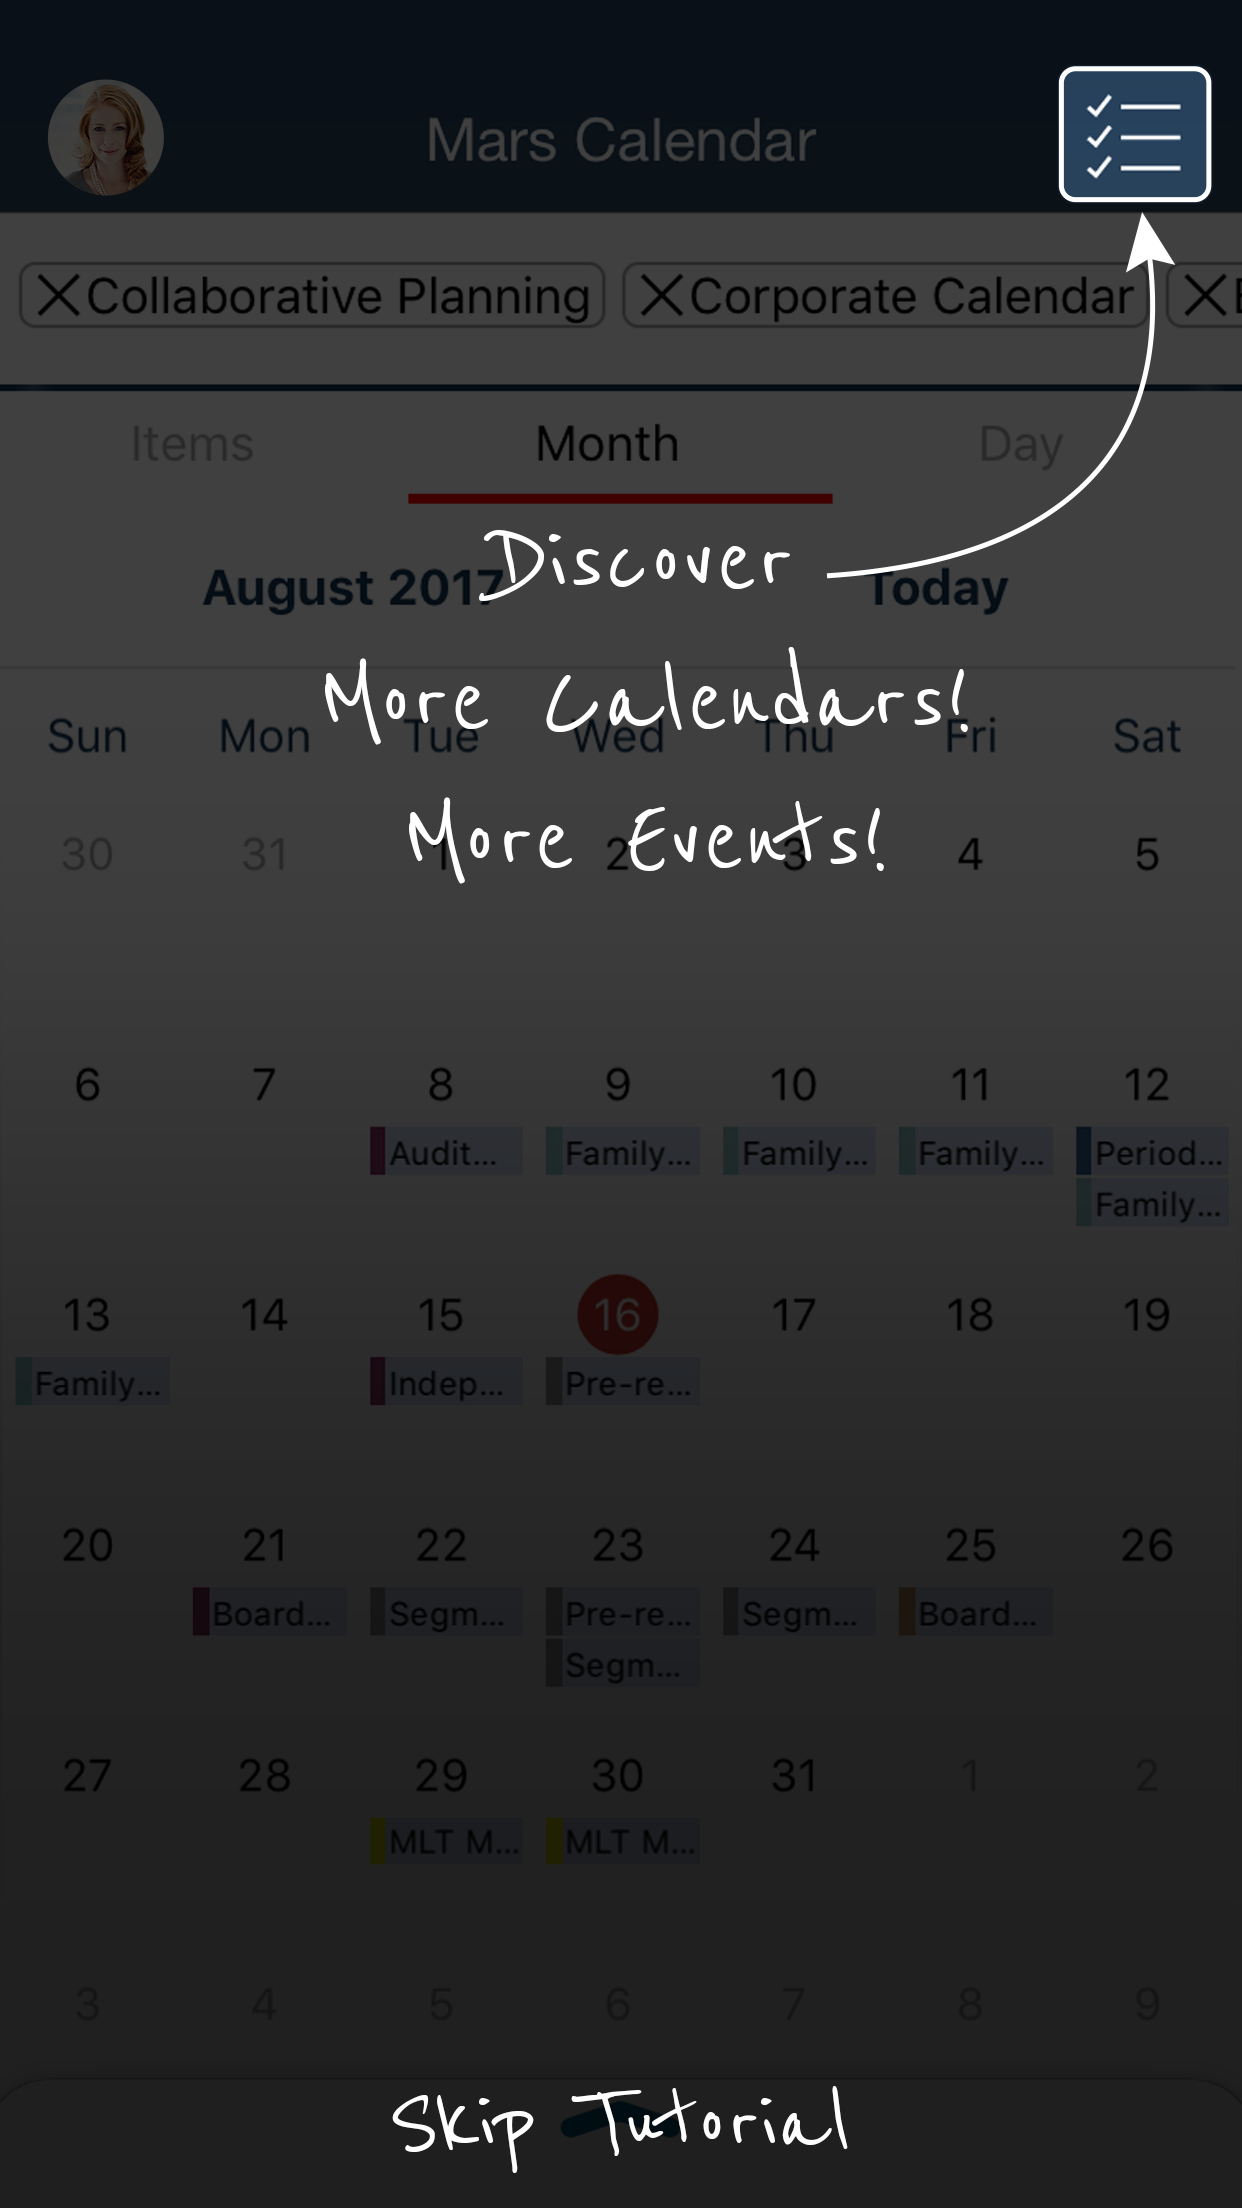 Mars Calendar
Collaborative Planning Corporate Calendar
Items Month Day
Discover
August 2017 Today
More Calendars!
Sun Mon Tue Wed Thu Fri Sat
More Events!
30 31 1 2 3 4 5
6 7 8 9 10 11 12
Audit... Family... Family... Family... Period...
Family...
13 14 15 16 17 18 19
Family... Indep... Pre-re...
20 21 22 23 24 25 26
Board... Segm... Pre-re... Segm... Board...
Segm...
27 28 29 30 31 1 2
MLT M... MLT M...
3 4 5 6 7 8 9
Skip Tutorial